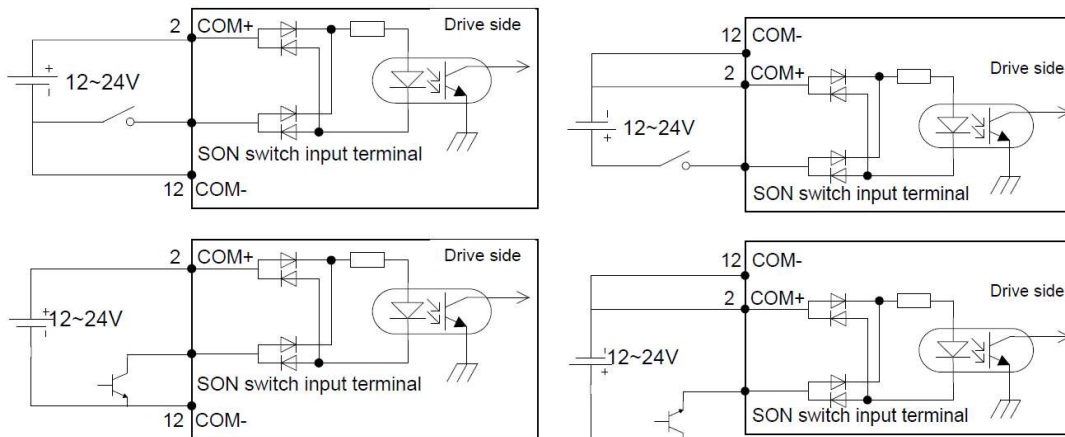 2 COM+ Drive side
+
-
12~24V
SON switch input terminal
12 COM-
12 COM-
2 COM+ Drive side
-
+
12~24V
SON switch input terminal
2 COM+ Drive side
+
-
12~24V
SON switch input terminal
12 COM-
12 COM-
2 COM+ Drive side
-
+
12~24V
SON switch input terminal